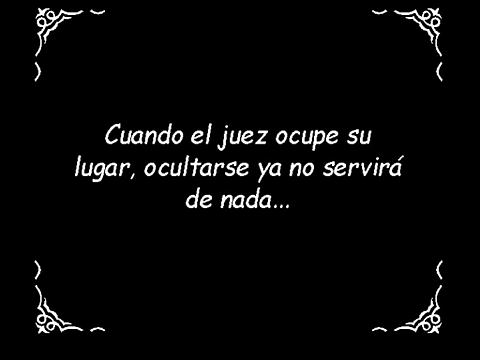 Cuando el juez ocupe su
lugar, ocultarse ya no servirá
de nada...